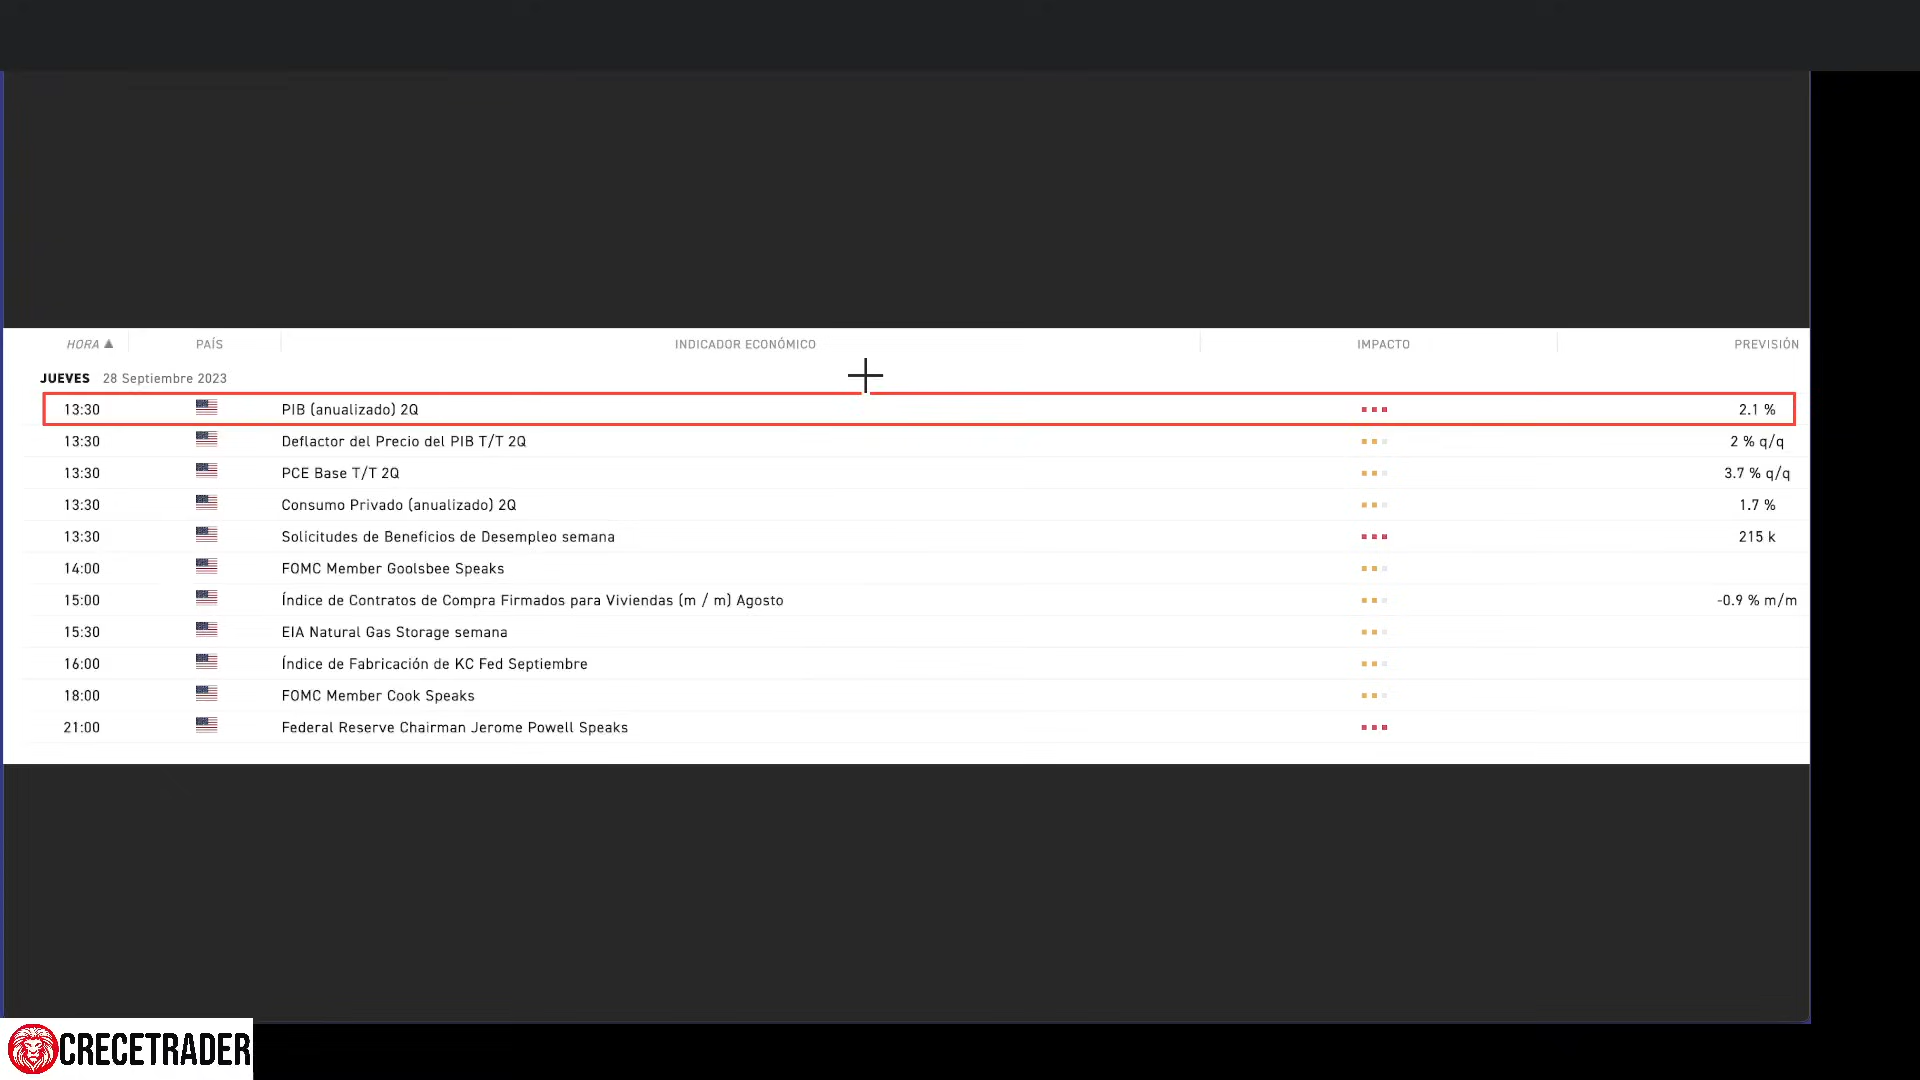 HORA ▲ PAÍS INDICADOR ECONÓMICO IMPACTO PREVISIÓN
JUEVES 28 Septiembre 2023
13:30 PIB (anualizado) 2Q 2.1 %
13:30 Deflactor del Precio del PIB T/T 2Q 2 % q/q
13:30 PCE Base T/T 2Q 3.7 % q/q
13:30 Consumo Privado (anualizado) 2Q 1.7 %
13:30 Solicitudes de Beneficios de Desempleo semana 215 k
14:00 FOMC Member Goolsbee Speaks
15:00 Índice de Contratos de Compra Firmados para Viviendas (m / m) Agosto -0.9 % m/m
15:30 EIA Natural Gas Storage semana
16:00 Índice de Fabricación de KC Fed Septiembre
18:00 FOMC Member Cook Speaks
21:00 Federal Reserve Chairman Jerome Powell Speaks
CRECETRADER